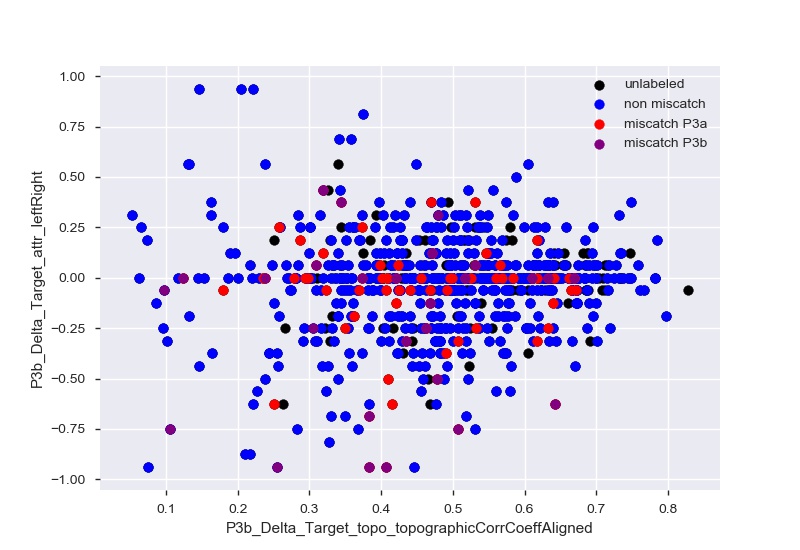 1.00
0.75
0.50
0.25
0.00
−0.25
−0.50
−0.75
−1.00
P3b_Delta_Target_attr_leftRight
unlabeled
non miscatch
miscatch P3a
miscatch P3b
0.1 0.2 0.3 0.4 0.5 0.6 0.7 0.8
P3b_Delta_Target_topo_topographicCorrCoeffAligned